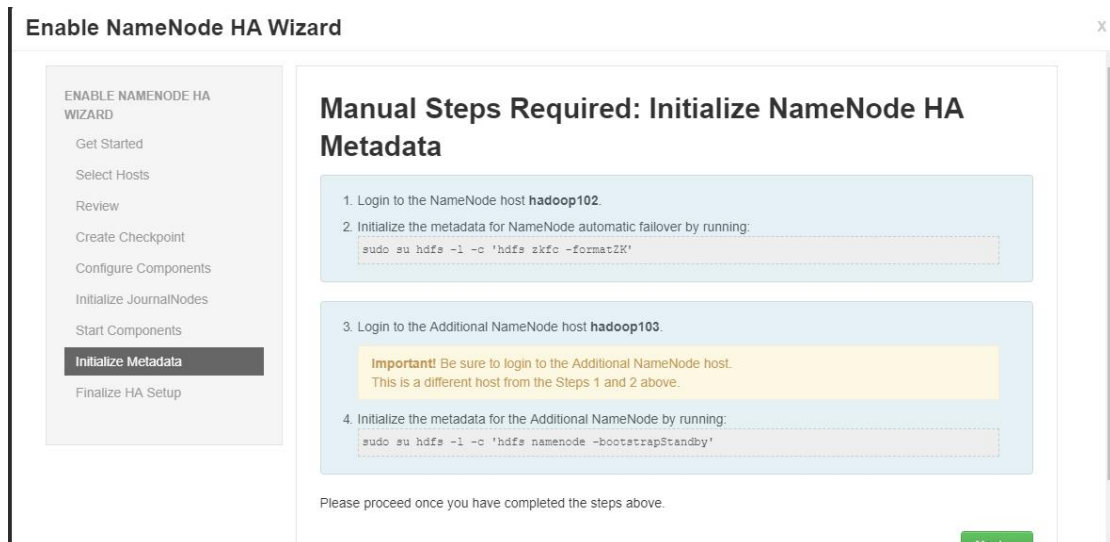 Enable NameNode HA Wizard
X
ENABLE NAMENODE HA
WIZARD
Get Started
Select Hosts
Review
Create Checkpoint
Configure Components
Initialize JournalNodes
Start Components
Initialize Metadata
Finalize HA Setup
Manual Steps Required: Initialize NameNode HA
Metadata
1. Login to the NameNode host hadoop102.
2. Initialize the metadata for NameNode automatic failover by running:
sudo su hdfs -l -c 'hdfs zkfc -formatZK'
3. Login to the Additional NameNode host hadoop103.
Important! Be sure to login to the Additional NameNode host.
This is a different host from the Steps 1 and 2 above.
4. Initialize the metadata for the Additional NameNode by running:
sudo su hdfs -l -c 'hdfs namenode -bootstrapStandby'
Please proceed once you have completed the steps above.